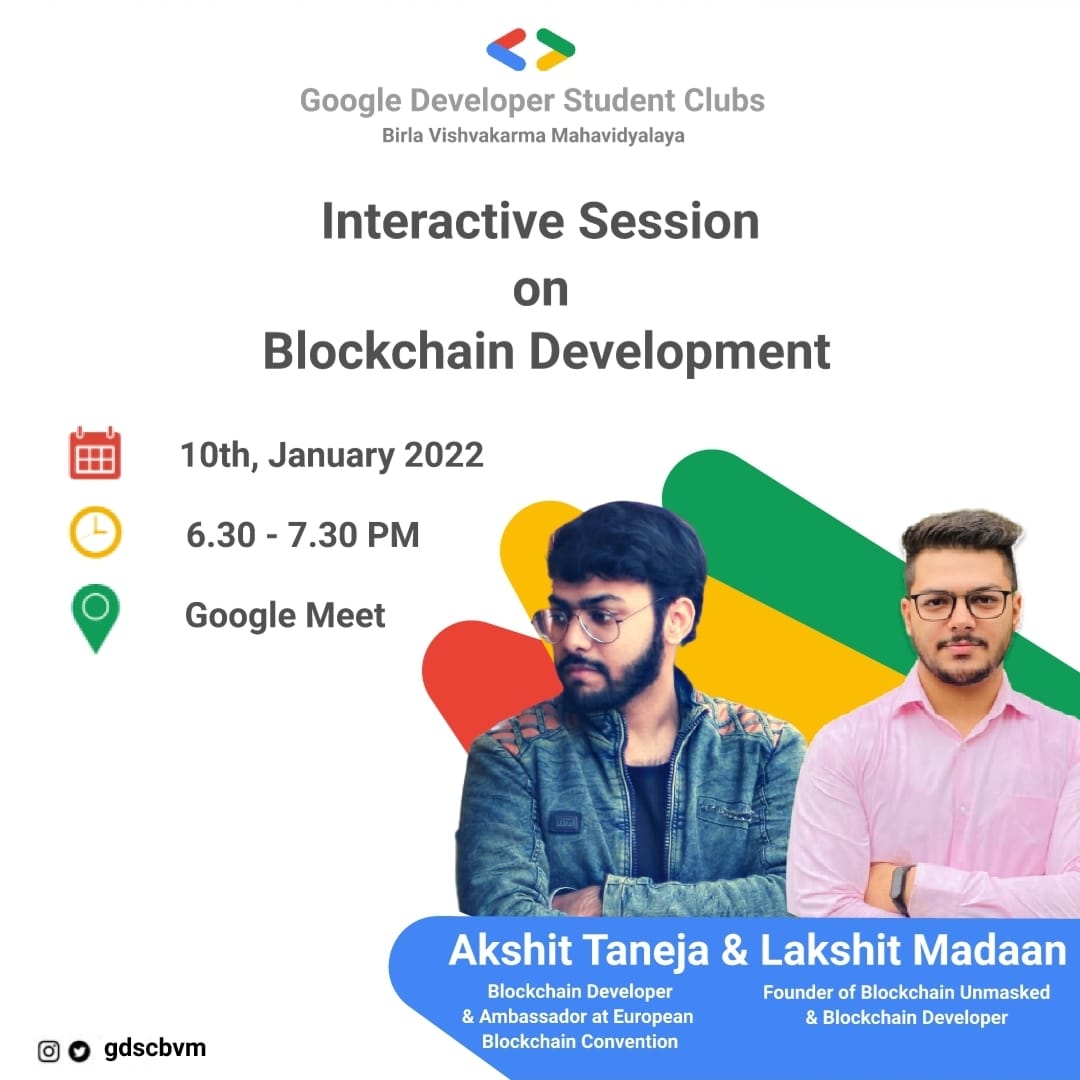 Google Developer Student Clubs
Birla Vishvakarma Mahavidyalaya
Interactive Session
on
Blockchain Development
10th, January 2022
6.30 - 7.30 PM
Google Meet
Akshit Taneja & Lakshit Madaan
Blockchain Developer
& Ambassador at European
Blockchain Convention
Founder of Blockchain Unmasked
& Blockchain Developer
gdscbvm